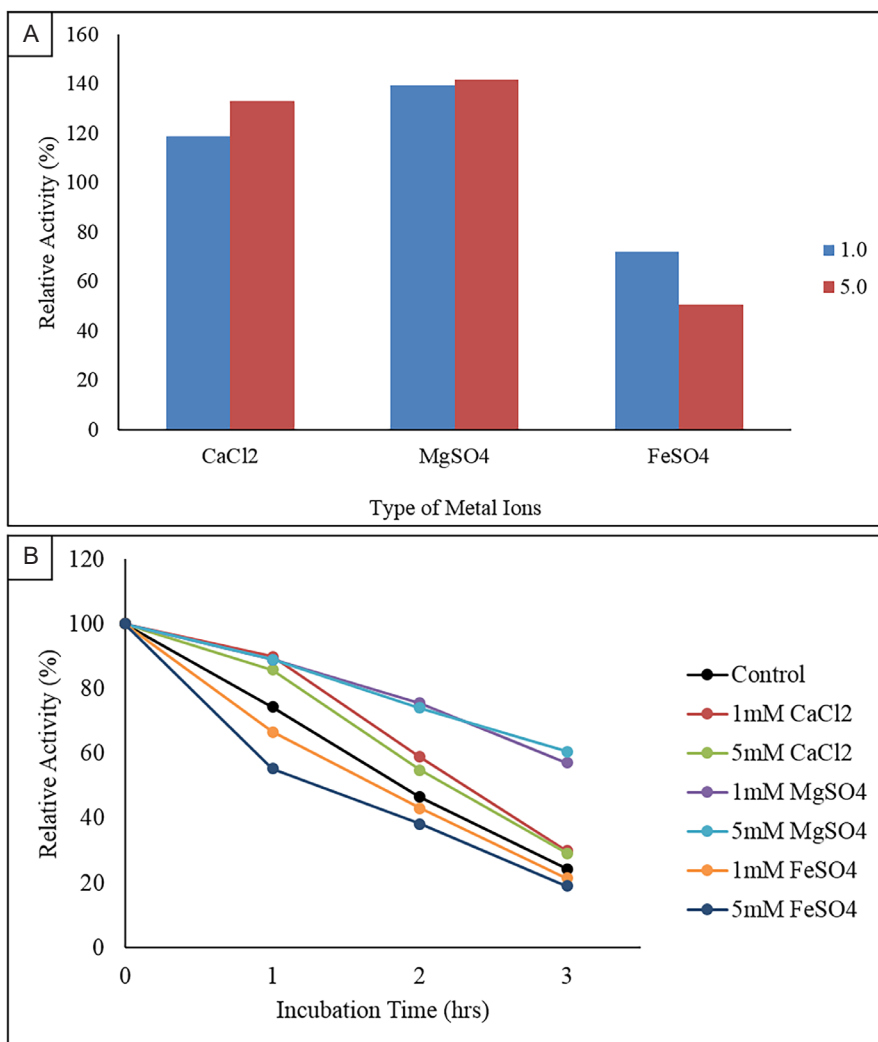 A
160
140
120
100
80
60
40
20
0
Relative Activity (%)
CaCl2 MgSO4 FeSO4
Type of Metal Ions
1.0
5.0
B
120
100
80
60
40
20
0
Relative Activity (%)
0 1 2 3
Incubation Time (hrs)
Control
1mM CaCl2
5mM CaCl2
1mM MgSO4
5mM MgSO4
1mM FeSO4
5mM FeSO4